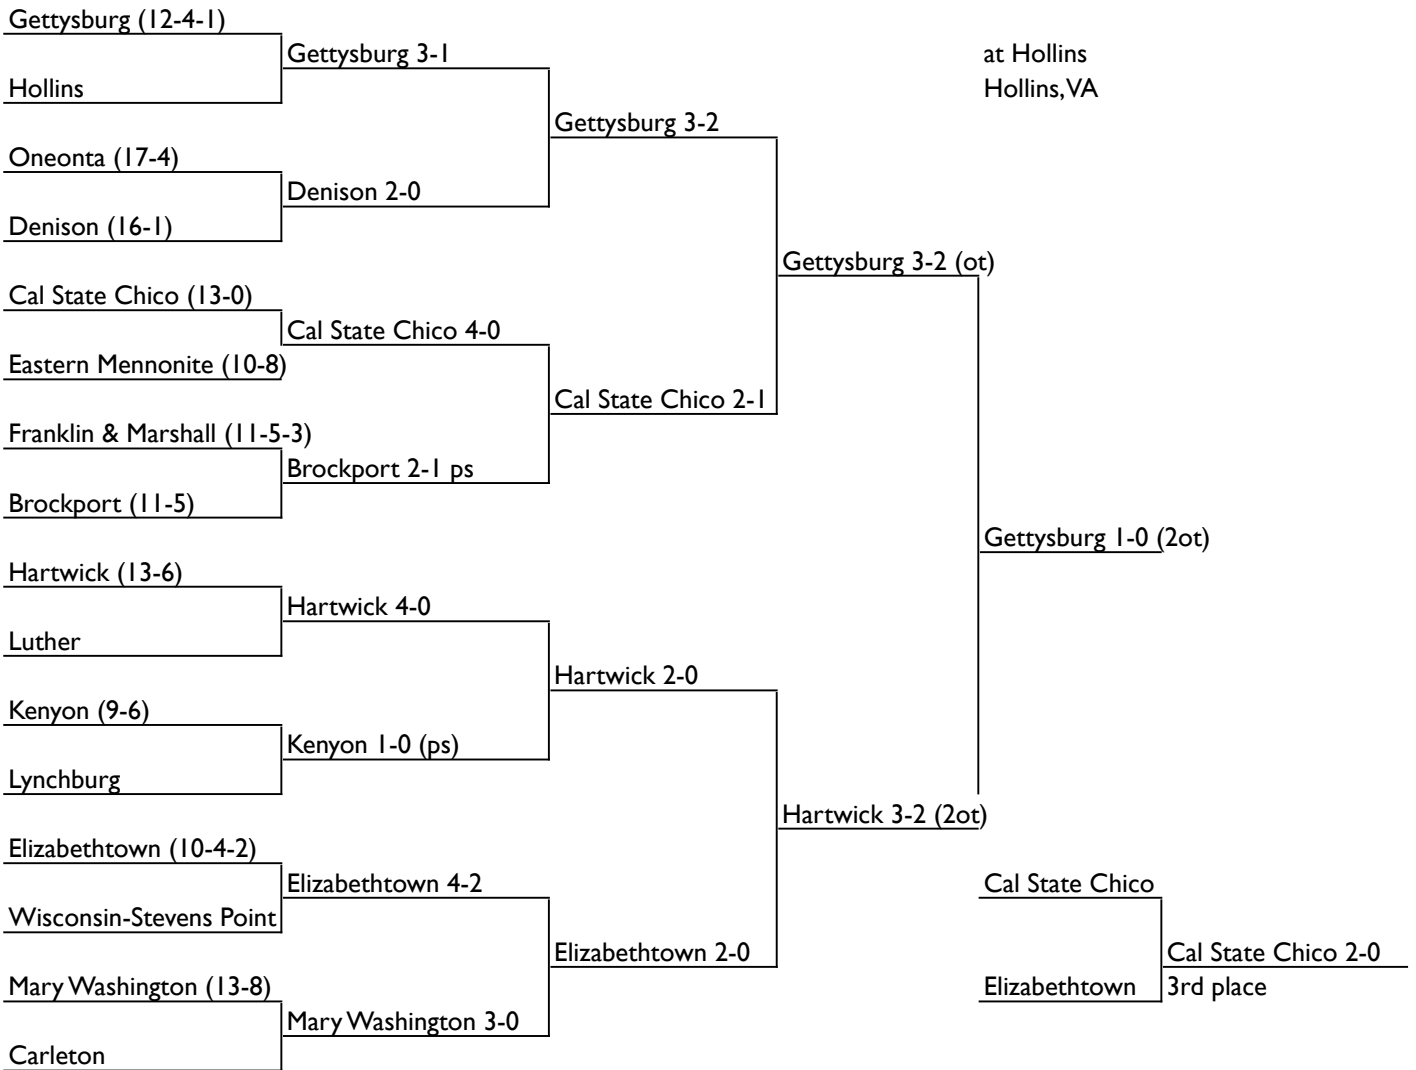 Gettysburg (12-4-1)
Gettysburg 3-1
at Hollins
Hollins, VA
Hollins
Gettysburg 3-2
Oneonta (17-4)
Denison 2-0
Denison (16-1)
Gettysburg 3-2 (ot)
Cal State Chico (13-0)
Cal State Chico 4-0
Eastern Mennonite (10-8)
Cal State Chico 2-1
Franklin & Marshall (11-5-3)
Brockport 2-1 ps
Brockport (11-5)
Gettysburg 1-0 (2ot)
Hartwick (13-6)
Hartwick 4-0
Luther
Hartwick 2-0
Kenyon (9-6)
Kenyon 1-0 (ps)
Lynchburg
Hartwick 3-2 (2ot)
Elizabethtown (10-4-2)
Elizabethtown 4-2
Cal State Chico
Wisconsin-Stevens Point
Elizabethtown 2-0
Cal State Chico 2-0
Mary Washington (13-8)
Elizabethtown
3rd place
Mary Washington 3-0
Carleton